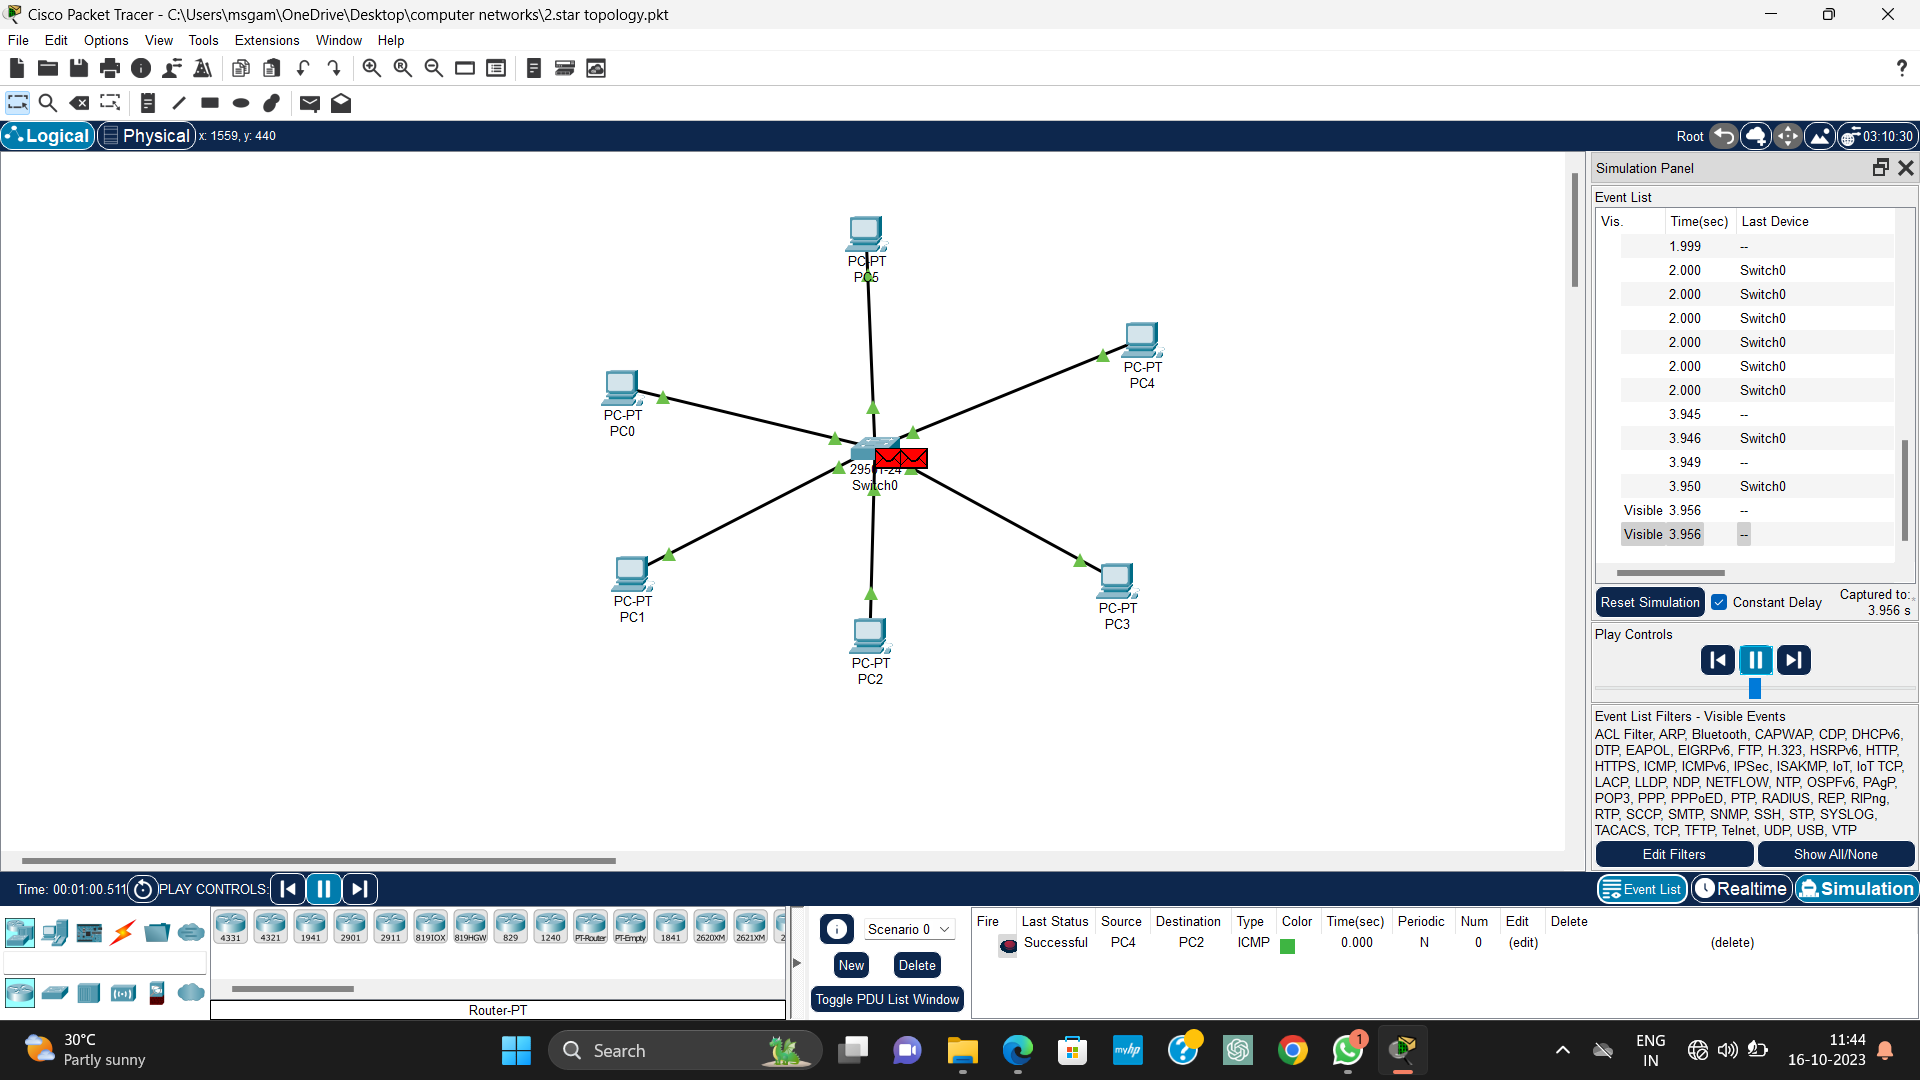 Cisco Packet Tracer - C:\Users\msgam\OneDrive\Desktop\computer networks\2.star topology.pkt
File Edit Options View Tools Extensions Window Help
Logical Physical x: 1559, y: 440
Root 03:10:30
PC-PT
PC5
PC-PT
PC4
PC-PT
PC0
Switch0
PC-PT
PC1
PC-PT
PC3
PC-PT
PC2
Simulation Panel
Event List
Vis. Time(sec) Last Device
1.999 --
2.000 Switch0
2.000 Switch0
2.000 Switch0
2.000 Switch0
2.000 Switch0
2.000 Switch0
3.945 --
3.946 Switch0
3.949 --
3.950 Switch0
Visible 3.956 --
Visible 3.956 --
Reset Simulation Constant Delay Captured to:
3.956 s
Play Controls
Event List Filters - Visible Events
ACL Filter, ARP, Bluetooth, CAPWAP, CDP, DHCPv6,
DTP, EAPOL, EIGRPv6, FTP, H.323, HSRPv6, HTTP,
HTTPS, ICMP, ICMPv6, IPSec, ISAKMP, IoT, IoT TCP,
LACP, LLDP, NDP, NETFLOW, NTP, OSPFv6, PAgP,
POP3, PPP, PPPoED, PTP, RADIUS, REP, RIPng,
RTP, SCCP, SMTP, SNMP, SSH, STP, SYSLOG,
TACACS, TCP, TFTP, Telnet, UDP, USB, VTP
Edit Filters Show All/None
Time: 00:01:00.511 PLAY CONTROLS:
Event List Realtime Simulation
4331 4321 1941 2901 2911 819IOX 819HGW 829 1240 PT-Router PT-Empty 1841 2620XM 2621XM 2
Router-PT
Scenario 0
New Delete
Toggle PDU List Window
Fire Last Status Source Destination Type Color Time(sec) Periodic Num Edit Delete
Successful PC4 PC2 ICMP 0.000 N 0 (edit) (delete)
30°C
Partly sunny
Search
myhp
1
ENG
IN
11:44
16-10-2023